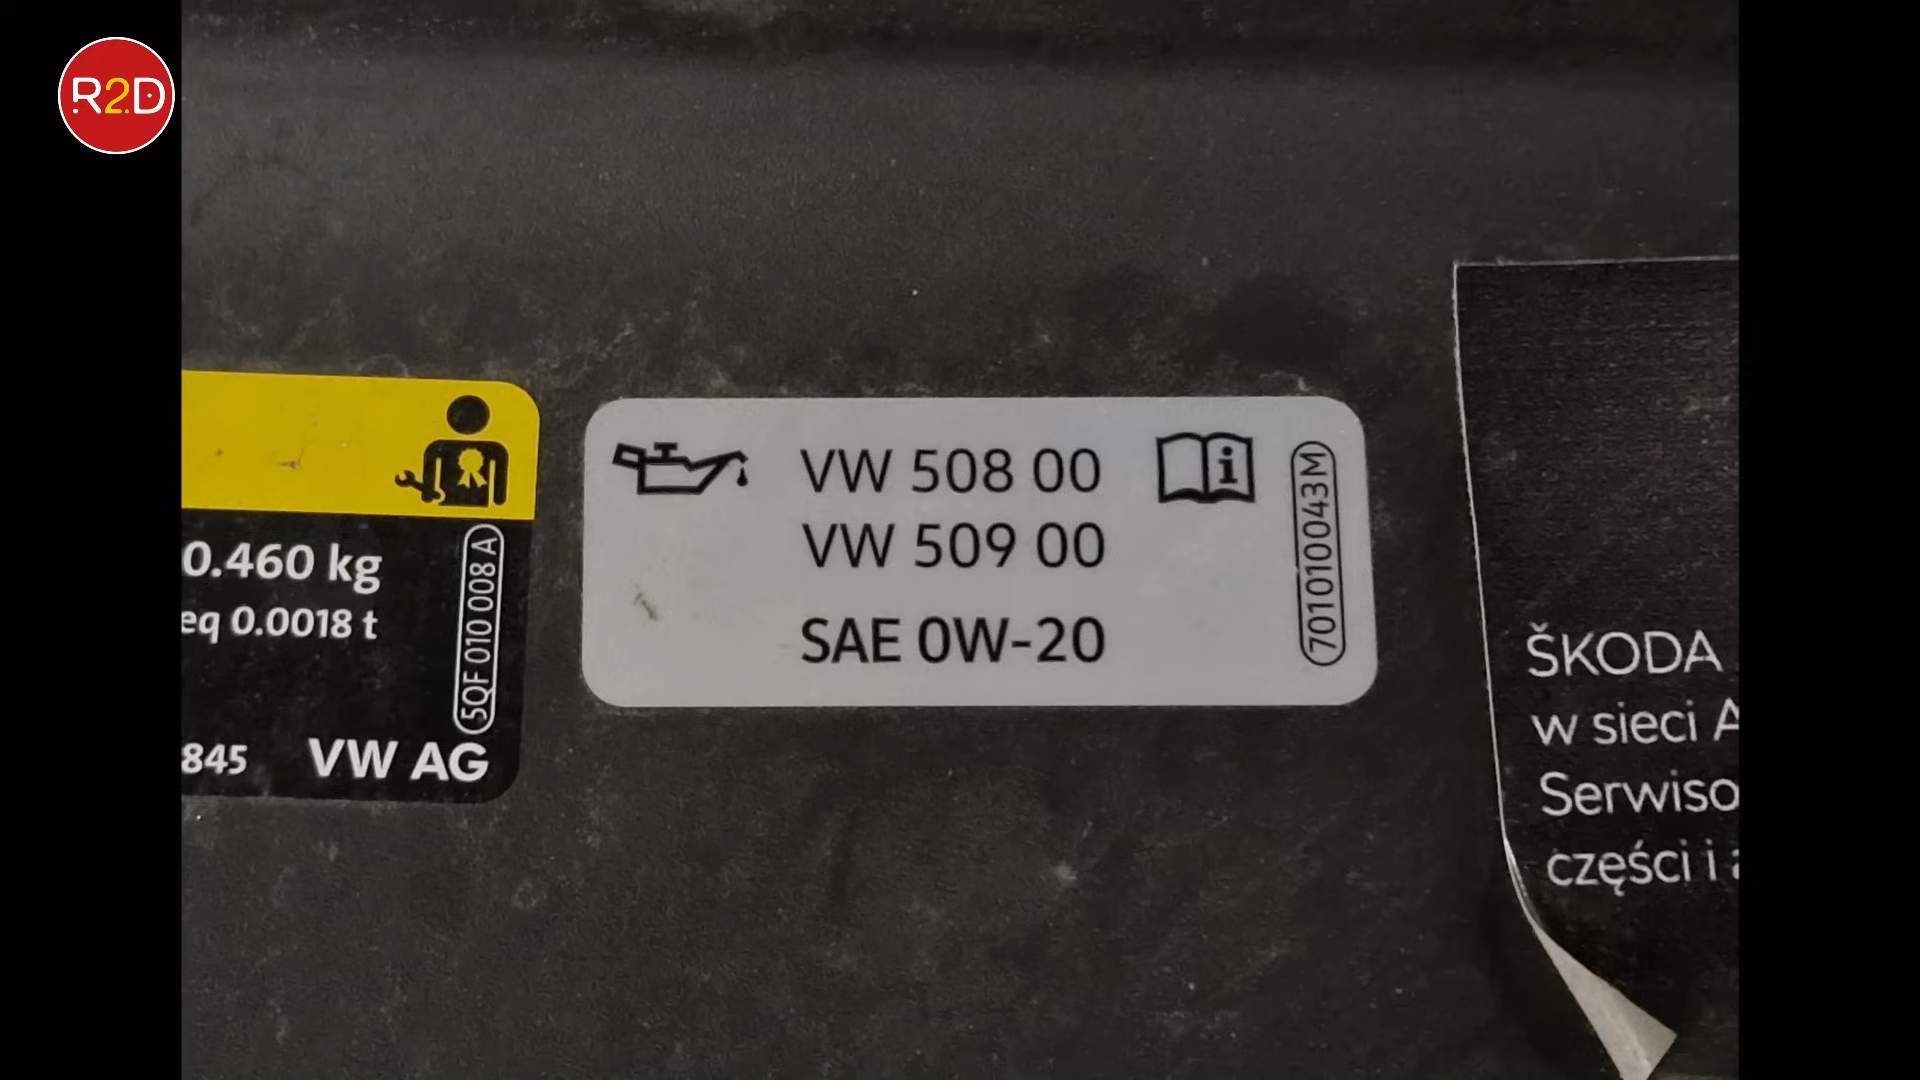 R2D
0.460 kg
eq 0.0018 t
5QF 010 008 A
845 VW AG
VW 508 00
VW 509 00
SAE 0W-20
701010043M
ŠKODA
w sieci A
Serwiso
części i a